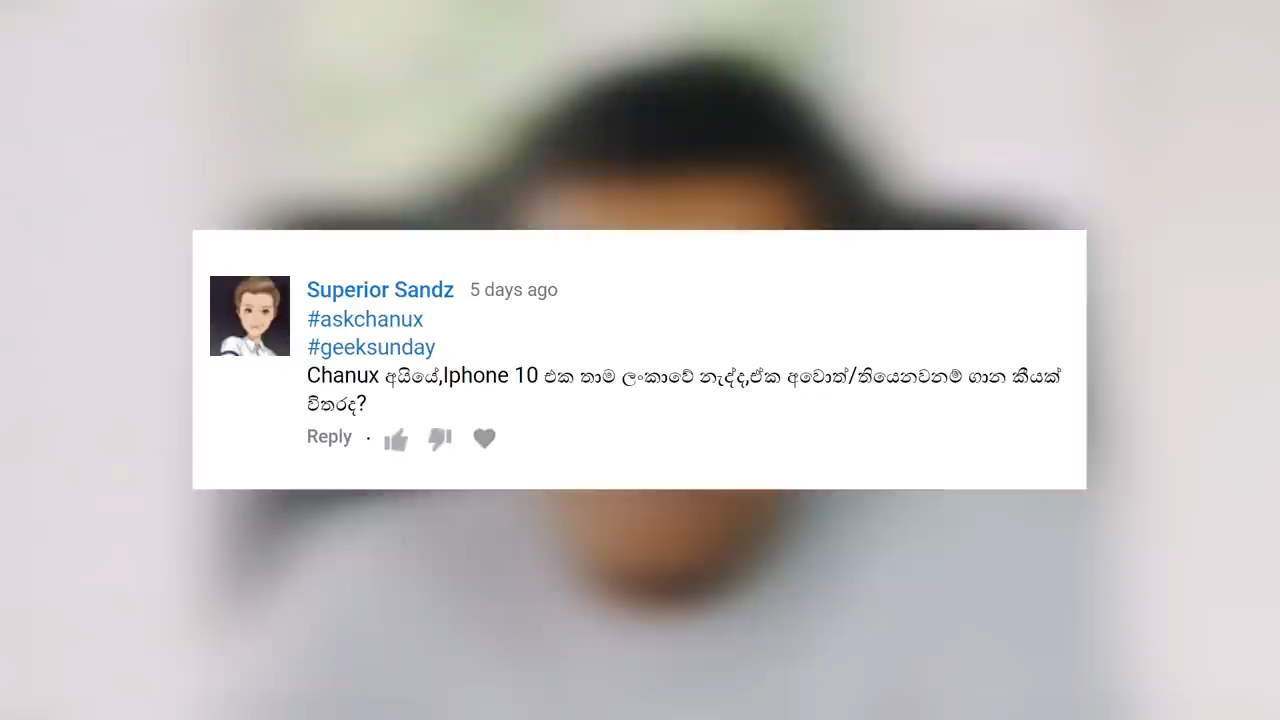 Superior Sandz 5 days ago
#askchanux
#geeksunday
Chanux අයියේ,Iphone 10 එක තාම ලංකාවේ නැද්ද,ඒක අවොත්/තියෙනවනම් ගාන කීයක්
විතරද?
Reply ·